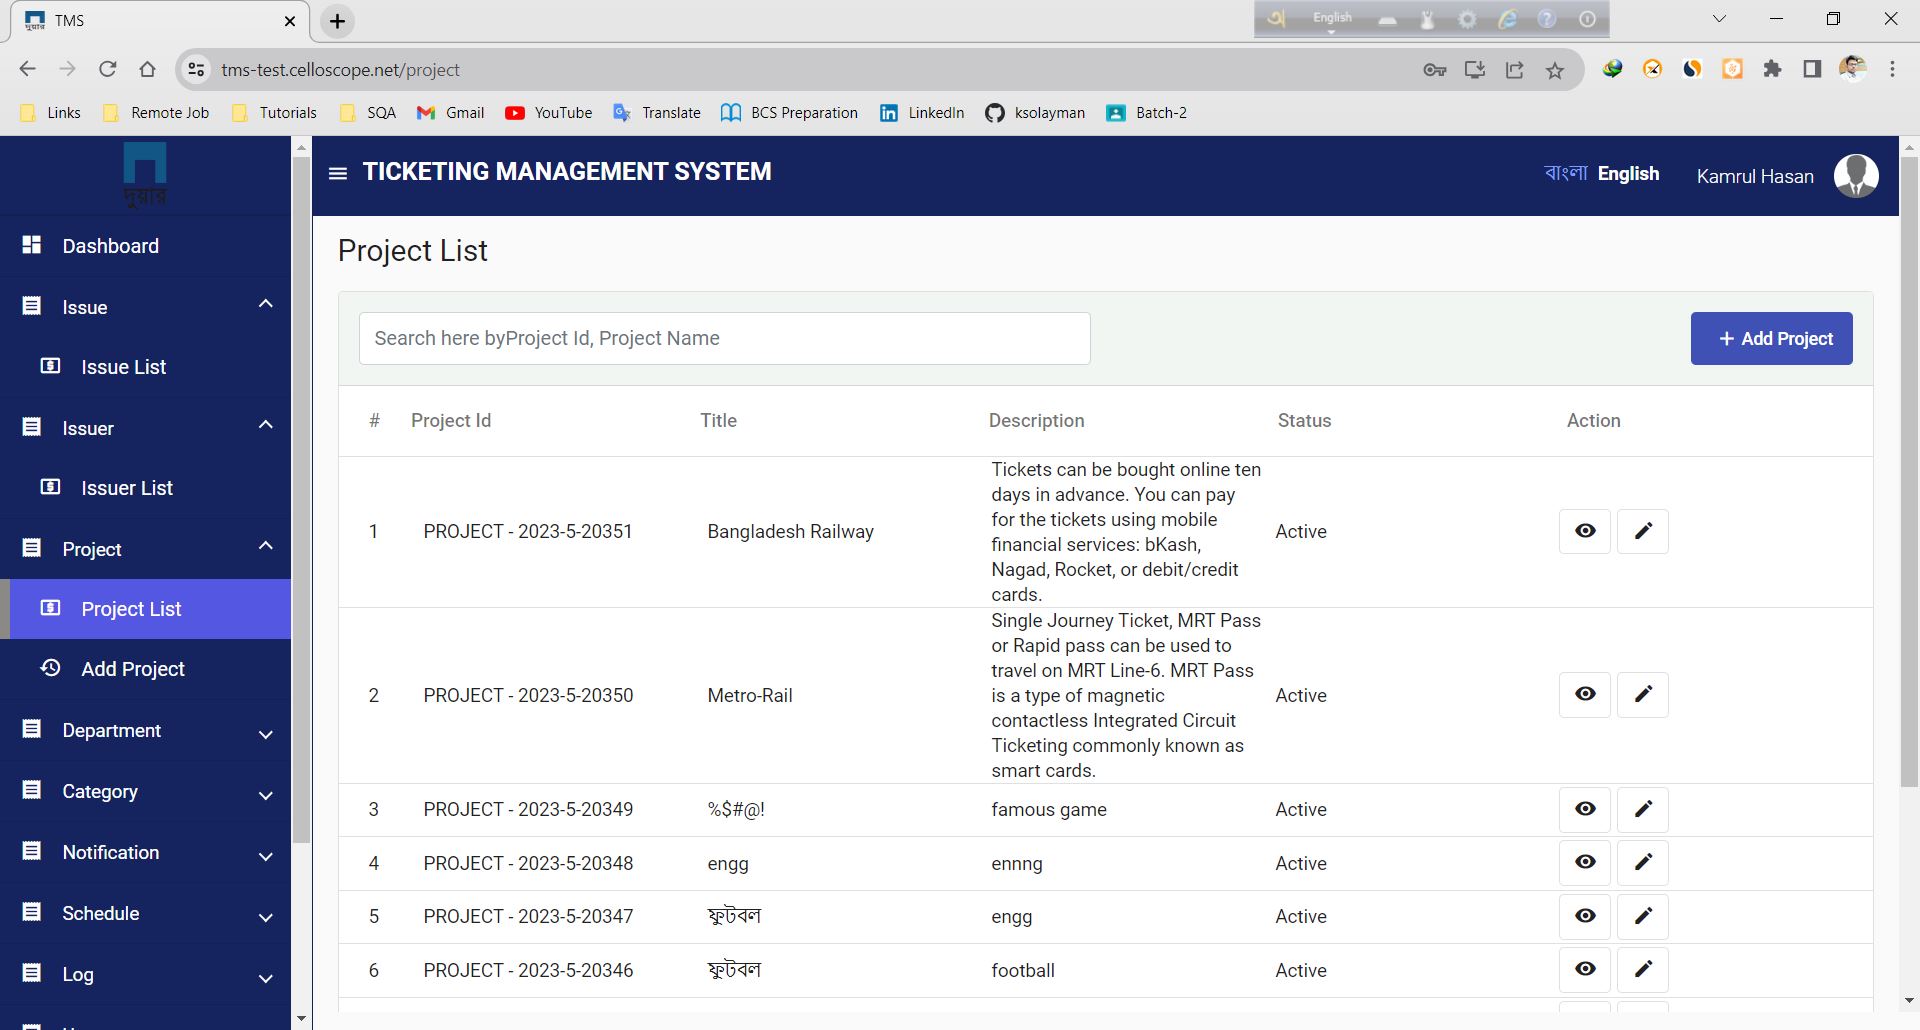 TMS
English
tms-test.celloscope.net/project
Links
Remote Job
Tutorials
SQA
Gmail
YouTube
Translate
BCS Preparation
LinkedIn
ksolayman
Batch-2
দুয়ার
TICKETING MANAGEMENT SYSTEM
বাংলা English
Kamrul Hasan
Dashboard
Issue
Issue List
Issuer
Issuer List
Project
Project List
Add Project
Department
Category
Notification
Schedule
Log
Project List
Search here byProject Id, Project Name
+ Add Project
# Project Id Title Description Status Action
Tickets can be bought online ten
days in advance. You can pay
for the tickets using mobile
1 PROJECT - 2023-5-20351 Bangladesh Railway Active
financial services: bKash,
Nagad, Rocket, or debit/credit
cards.
Single Journey Ticket, MRT Pass
or Rapid pass can be used to
travel on MRT Line-6. MRT Pass
2 PROJECT - 2023-5-20350 Metro-Rail is a type of magnetic Active
contactless Integrated Circuit
Ticketing commonly known as
smart cards.
3 PROJECT - 2023-5-20349 %$#@! famous game Active
4 PROJECT - 2023-5-20348 engg ennng Active
5 PROJECT - 2023-5-20347 ফুটবল engg Active
6 PROJECT - 2023-5-20346 ফুটবল football Active